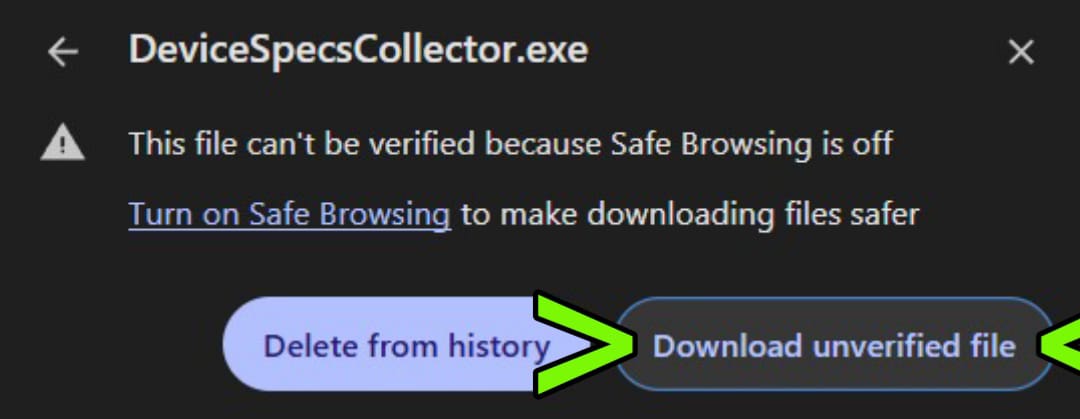 DeviceSpecsCollector.exe
This file can't be verified because Safe Browsing is off
Turn on Safe Browsing to make downloading files safer
Delete from history
Download unverified file